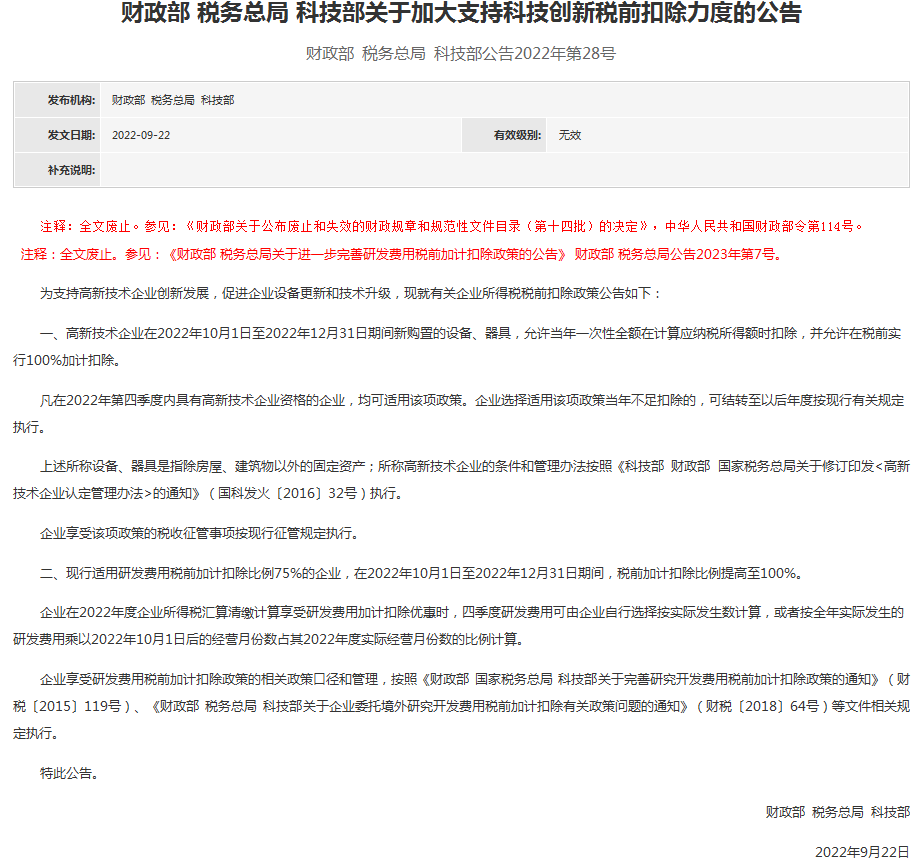 财政部 税务总局 科技部关于加大支持科技创新税前扣除力度的公告
财政部 税务总局 科技部公告2022年第28号
发布机构: 财政部 税务总局 科技部
发文日期: 2022-09-22 有效级别: 无效
补充说明:
注释：全文废止。参见：《财政部关于公布废止和失效的财政规章和规范性文件目录（第十四批）的决定》，中华人民共和国财政部令第114号。
注释：全文废止。参见：《财政部 税务总局关于进一步完善研发费用税前加计扣除政策的公告》 财政部 税务总局公告2023年第7号。
为支持高新技术企业创新发展，促进企业设备更新和技术升级，现就有关企业所得税税前扣除政策公告如下：
一、高新技术企业在2022年10月1日至2022年12月31日期间新购置的设备、器具，允许当年一次性全额在计算应纳税所得额时扣除，并允许在税前实
行100%加计扣除。
凡在2022年第四季度内具有高新技术企业资格的企业，均可适用该项政策。企业选择适用该项政策当年不足扣除的，可结转至以后年度按现行有关规定
执行。
上述所称设备、器具是指除房屋、建筑物以外的固定资产；所称高新技术企业的条件和管理办法按照《科技部 财政部 国家税务总局关于修订印发<高新
技术企业认定管理办法>的通知》（国科发火〔2016〕32号）执行。
企业享受该项政策的税收征管事项按现行征管规定执行。
二、现行适用研发费用税前加计扣除比例75%的企业，在2022年10月1日至2022年12月31日期间，税前加计扣除比例提高至100%。
企业在2022年度企业所得税汇算清缴计算享受研发费用加计扣除优惠时，四季度研发费用可由企业自行选择按实际发生数计算，或者按全年实际发生的
研发费用乘以2022年10月1日后的经营月份数占其2022年度实际经营月份数的比例计算。
企业享受研发费用税前加计扣除政策的相关政策口径和管理，按照《财政部 国家税务总局 科技部关于完善研究开发费用税前加计扣除政策的通知》（财
税〔2015〕119号）、《财政部 税务总局 科技部关于企业委托境外研究开发费用税前加计扣除有关政策问题的通知》（财税〔2018〕64号）等文件相关规
定执行。
特此公告。
财政部 税务总局 科技部
2022年9月22日